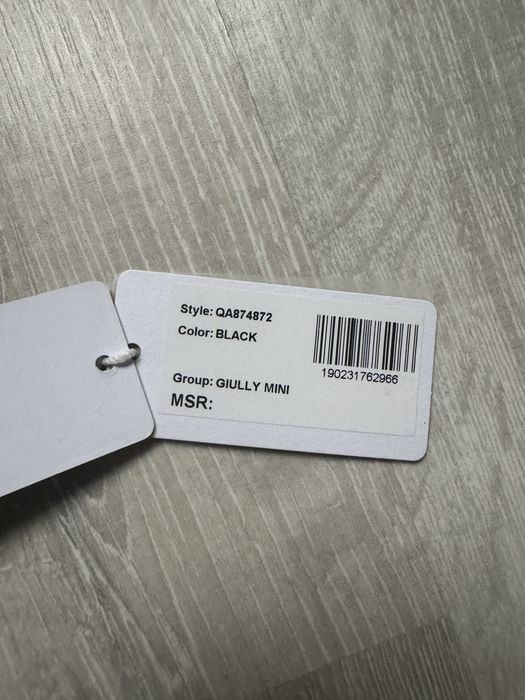 Style: QA874872
Color: BLACK
190231762966
Group: GIULLY MINI
MSR: